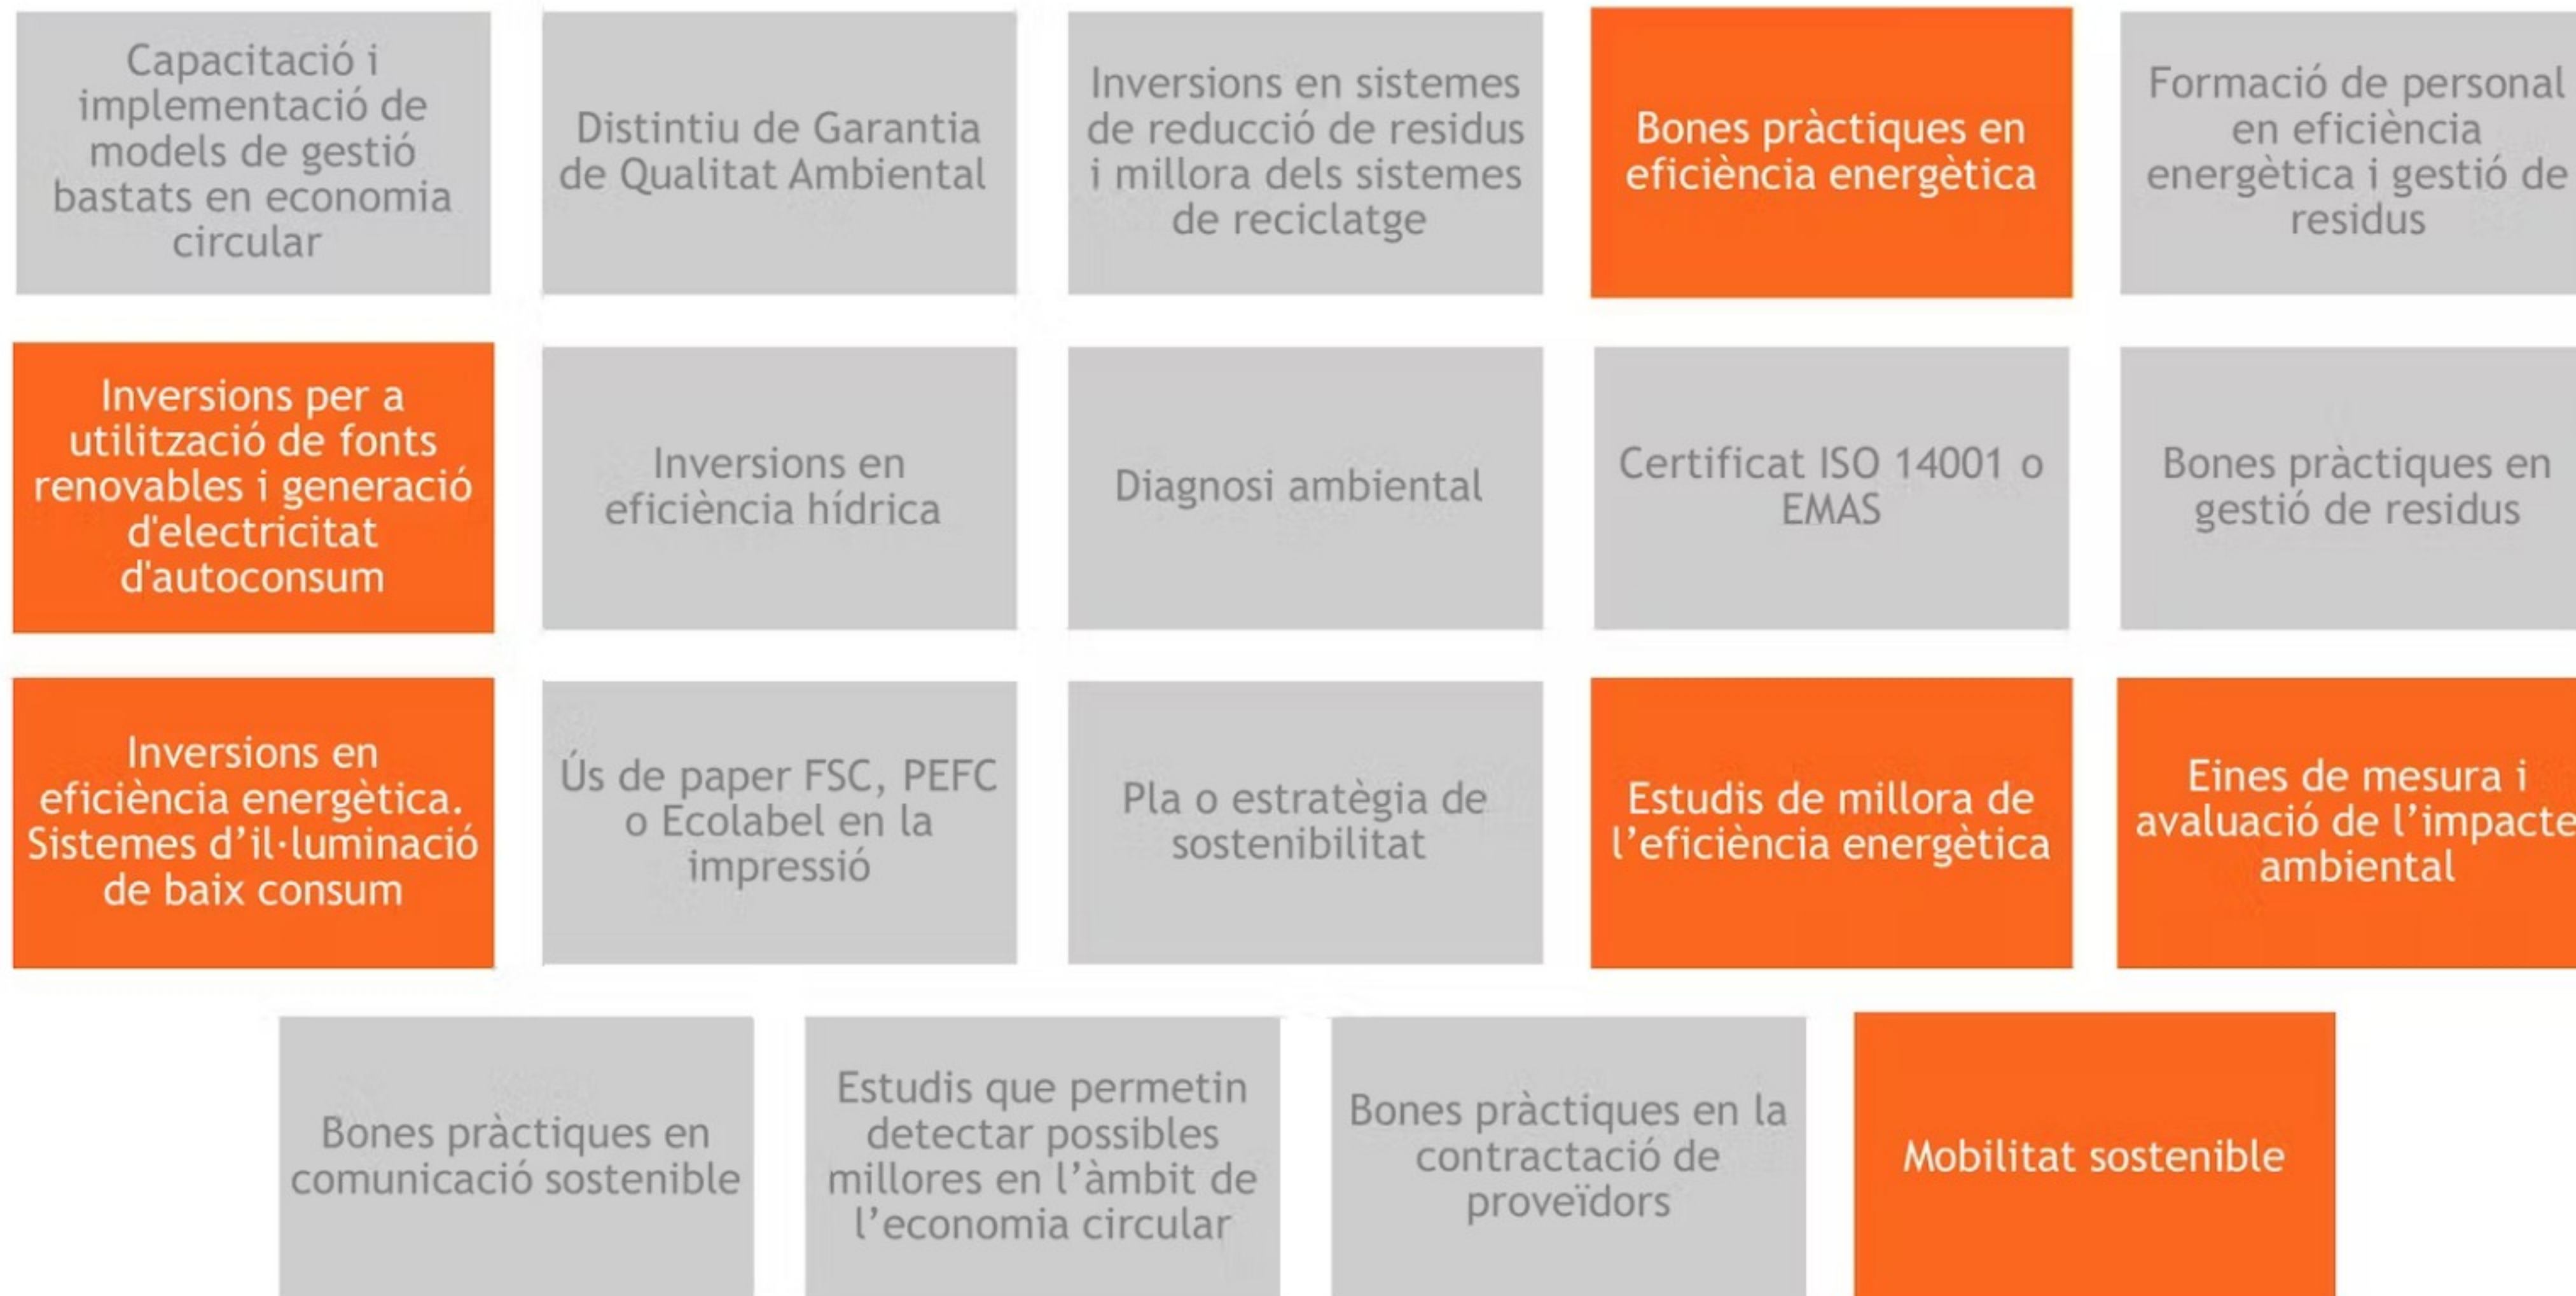 Capacitació i
implementació de
models de gestió
bastats en economia
circular
Distintiu de Garantia
de Qualitat Ambiental
Inversions en sistemes
de reducció de residus
i millora dels sistemes
de reciclatge
Bones pràctiques en
eficiència energètica
Formació de personal
en eficiència
energètica i gestió de
residus
Inversions per a
utilització de fonts
renovables i generació
d'electricitat
d'autoconsum
Inversions en
eficiència hídrica
Diagnosi ambiental
Certificat ISO 14001 o
EMAS
Bones pràctiques en
gestió de residus
Inversions en
eficiència energètica.
Sistemes d’il·luminació
de baix consum
Ús de paper FSC, PEFC
o Ecolabel en la
impressió
Pla o estratègia de
sostenibilitat
Estudis de millora de
l’eficiència energètica
Eines de mesura i
avaluació de l’impacte
ambiental
Bones pràctiques en
comunicació sostenible
Estudis que permetin
detectar possibles
millores en l’àmbit de
l’economia circular
Bones pràctiques en la
contractació de
proveïdors
Mobilitat sostenible